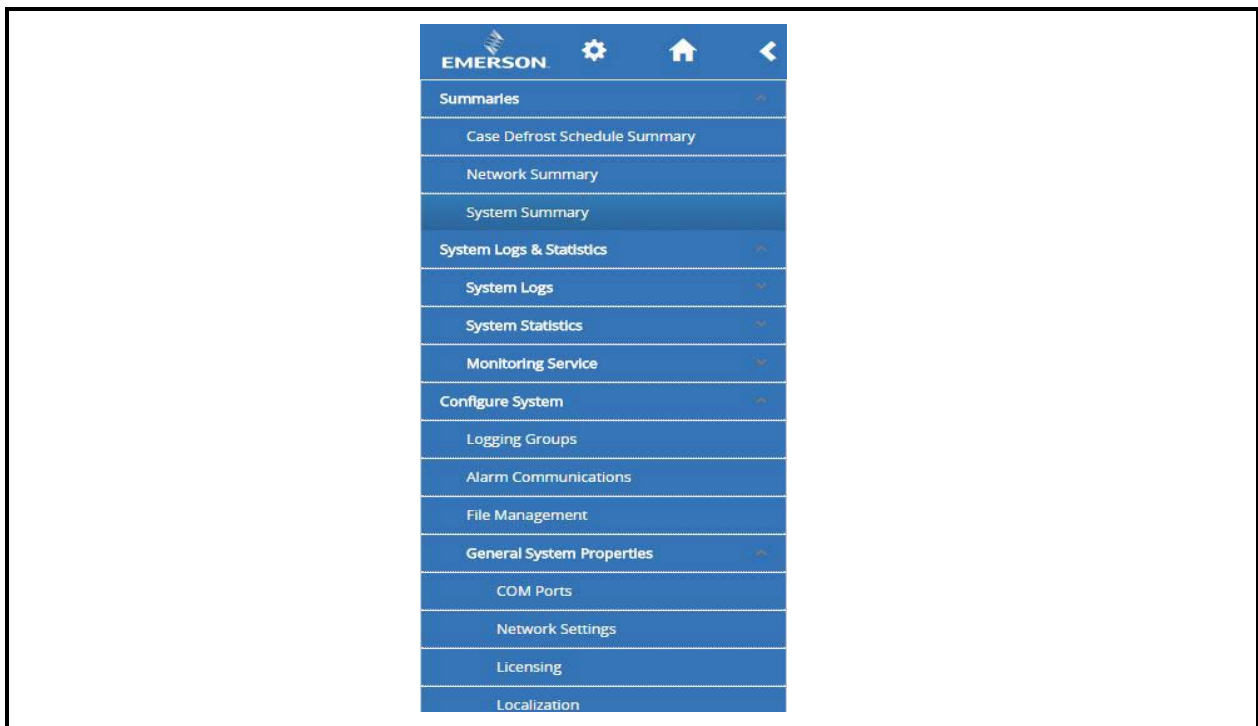 EMERSON.
Summaries
Case Defrost Schedule Summary
Network Summary
System Summary
System Logs & Statistics
System Logs
System Statistics
Monitoring Service
Configure System
Logging Groups
Alarm Communications
File Management
General System Properties
COM Ports
Network Settings
Licensing
Localization